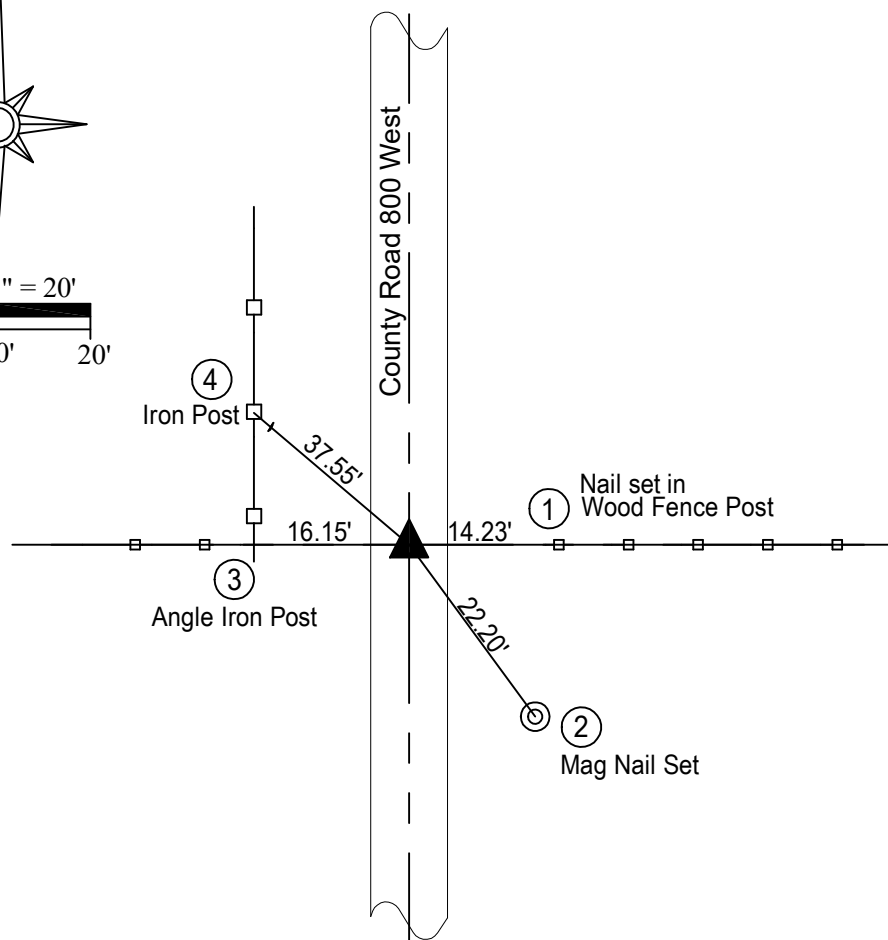 County Road 800 West
" = 20'
0' 20'
4
Iron Post
37.55'
16.15'
14.23'
1
Nail set in
Wood Fence Post
3
Angle Iron Post
22.20'
2
Mag Nail Set